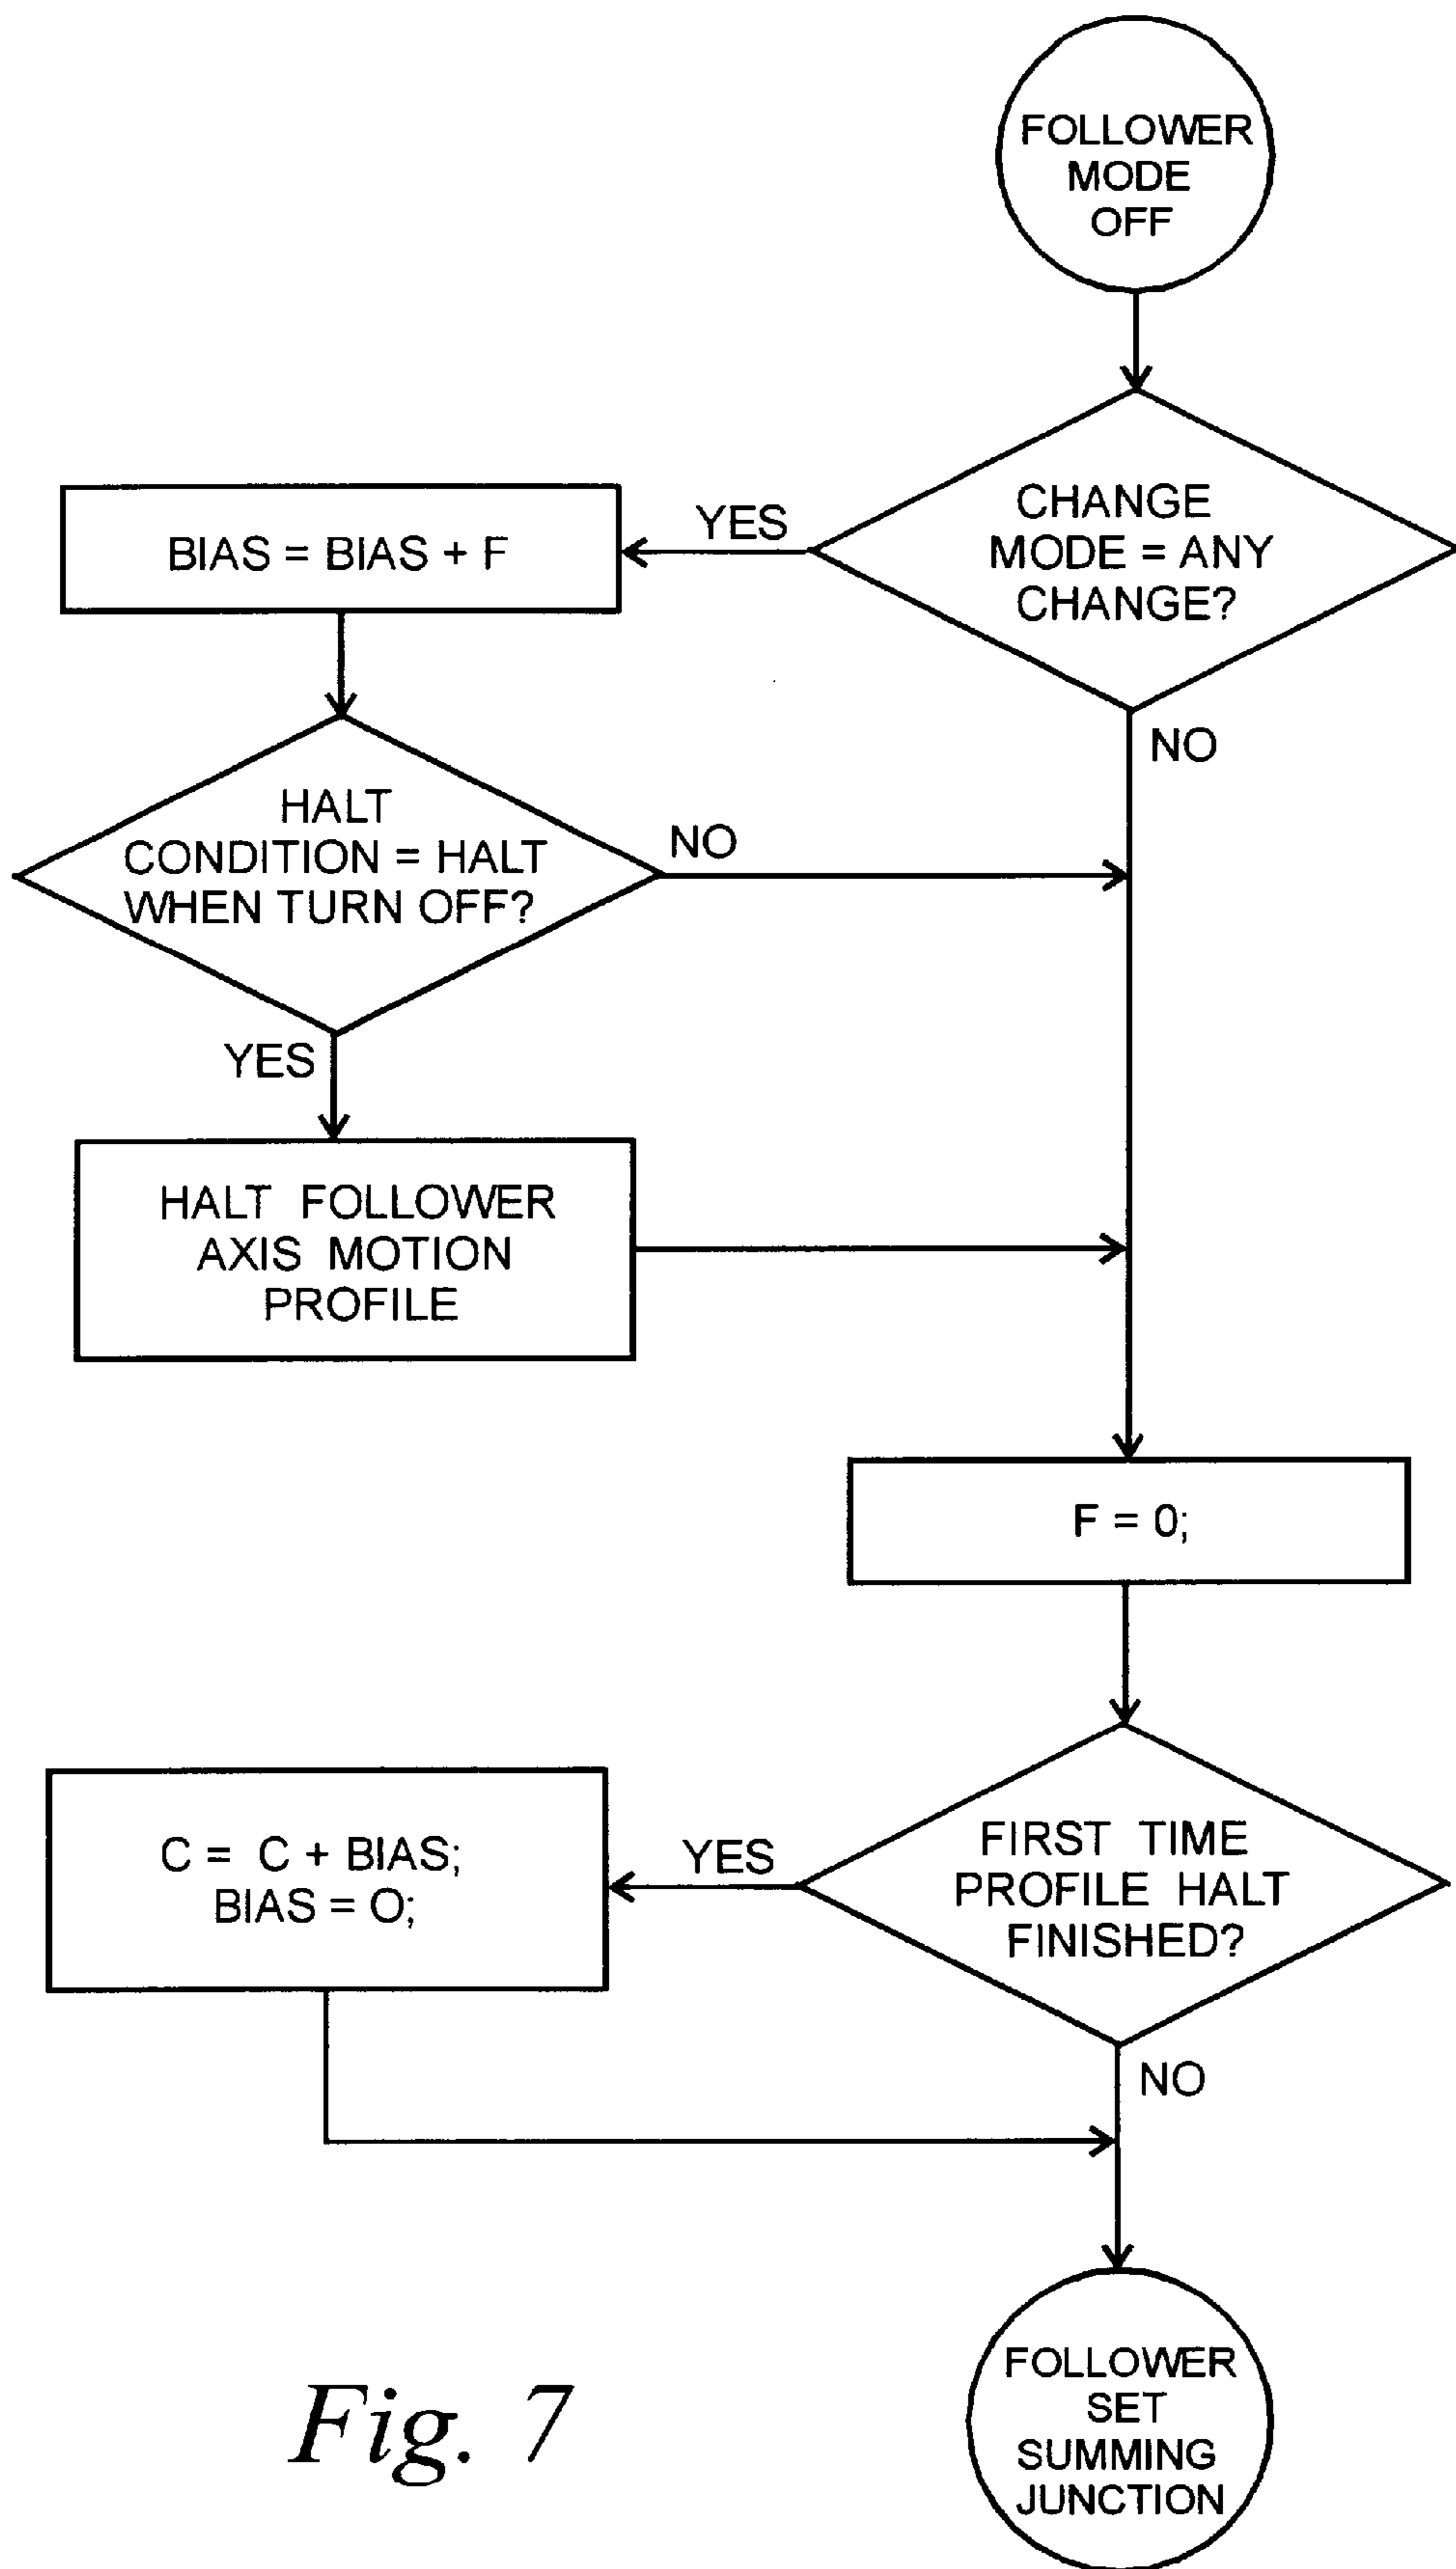 FOLLOWER
MODE
OFF
CHANGE
MODE = ANY
CHANGE?
YES
BIAS = BIAS + F
NO
HALT
CONDITION = HALT
WHEN TURN OFF?
NO
YES
HALT FOLLOWER
AXIS MOTION
PROFILE
F = 0;
FIRST TIME
PROFILE HALT
FINISHED?
YES
C = C + BIAS;
BIAS = O;
NO
FOLLOWER
SET
SUMMING
JUNCTION
Fig. 7